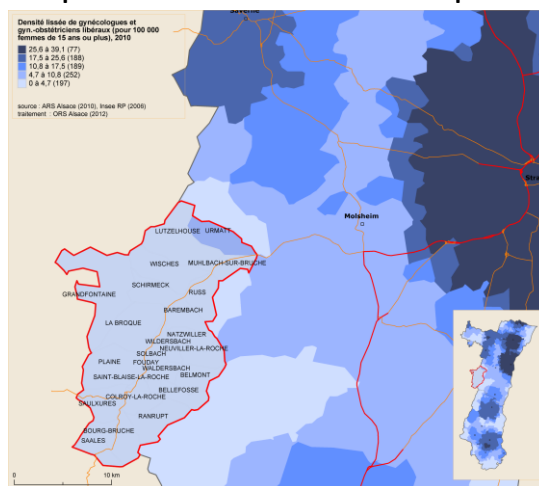 Saverne
Densité lissée de gynécologues et
gyn.-obstétriciens libéraux (pour 100 000
femmes de 15 ans ou plus), 2010
25,6 à 39,1 (77)
17,5 à 25,6 (188)
10,8 à 17,5 (189)
4,7 à 10,8 (252)
0 à 4,7 (197)
source : ARS Alsace (2010), Insee RP (2006)
traitement : ORS Alsace (2012)
Stra
Molsheim
LUTZELHOUSE
URMATT
WISCHES
MUHLBACH-SUR-BRUCHE
SCHIRMECK
GRANDFONTAINE
RUSS
BAREMBACH
LA BROQUE
NATZWILLER
WILDERSBACH
NEUVILLER-LA-ROCHE
SOLBACH
PLAINE
FOUDAY
WALDERSBACH
SAINT-BLAISE-LA-ROCHE
BELMONT
BELLEFOSSE
COLROY-LA-ROCHE
SAULXURES
RANRUPT
BOURG-BRUCHE
SAALES
0
10 km